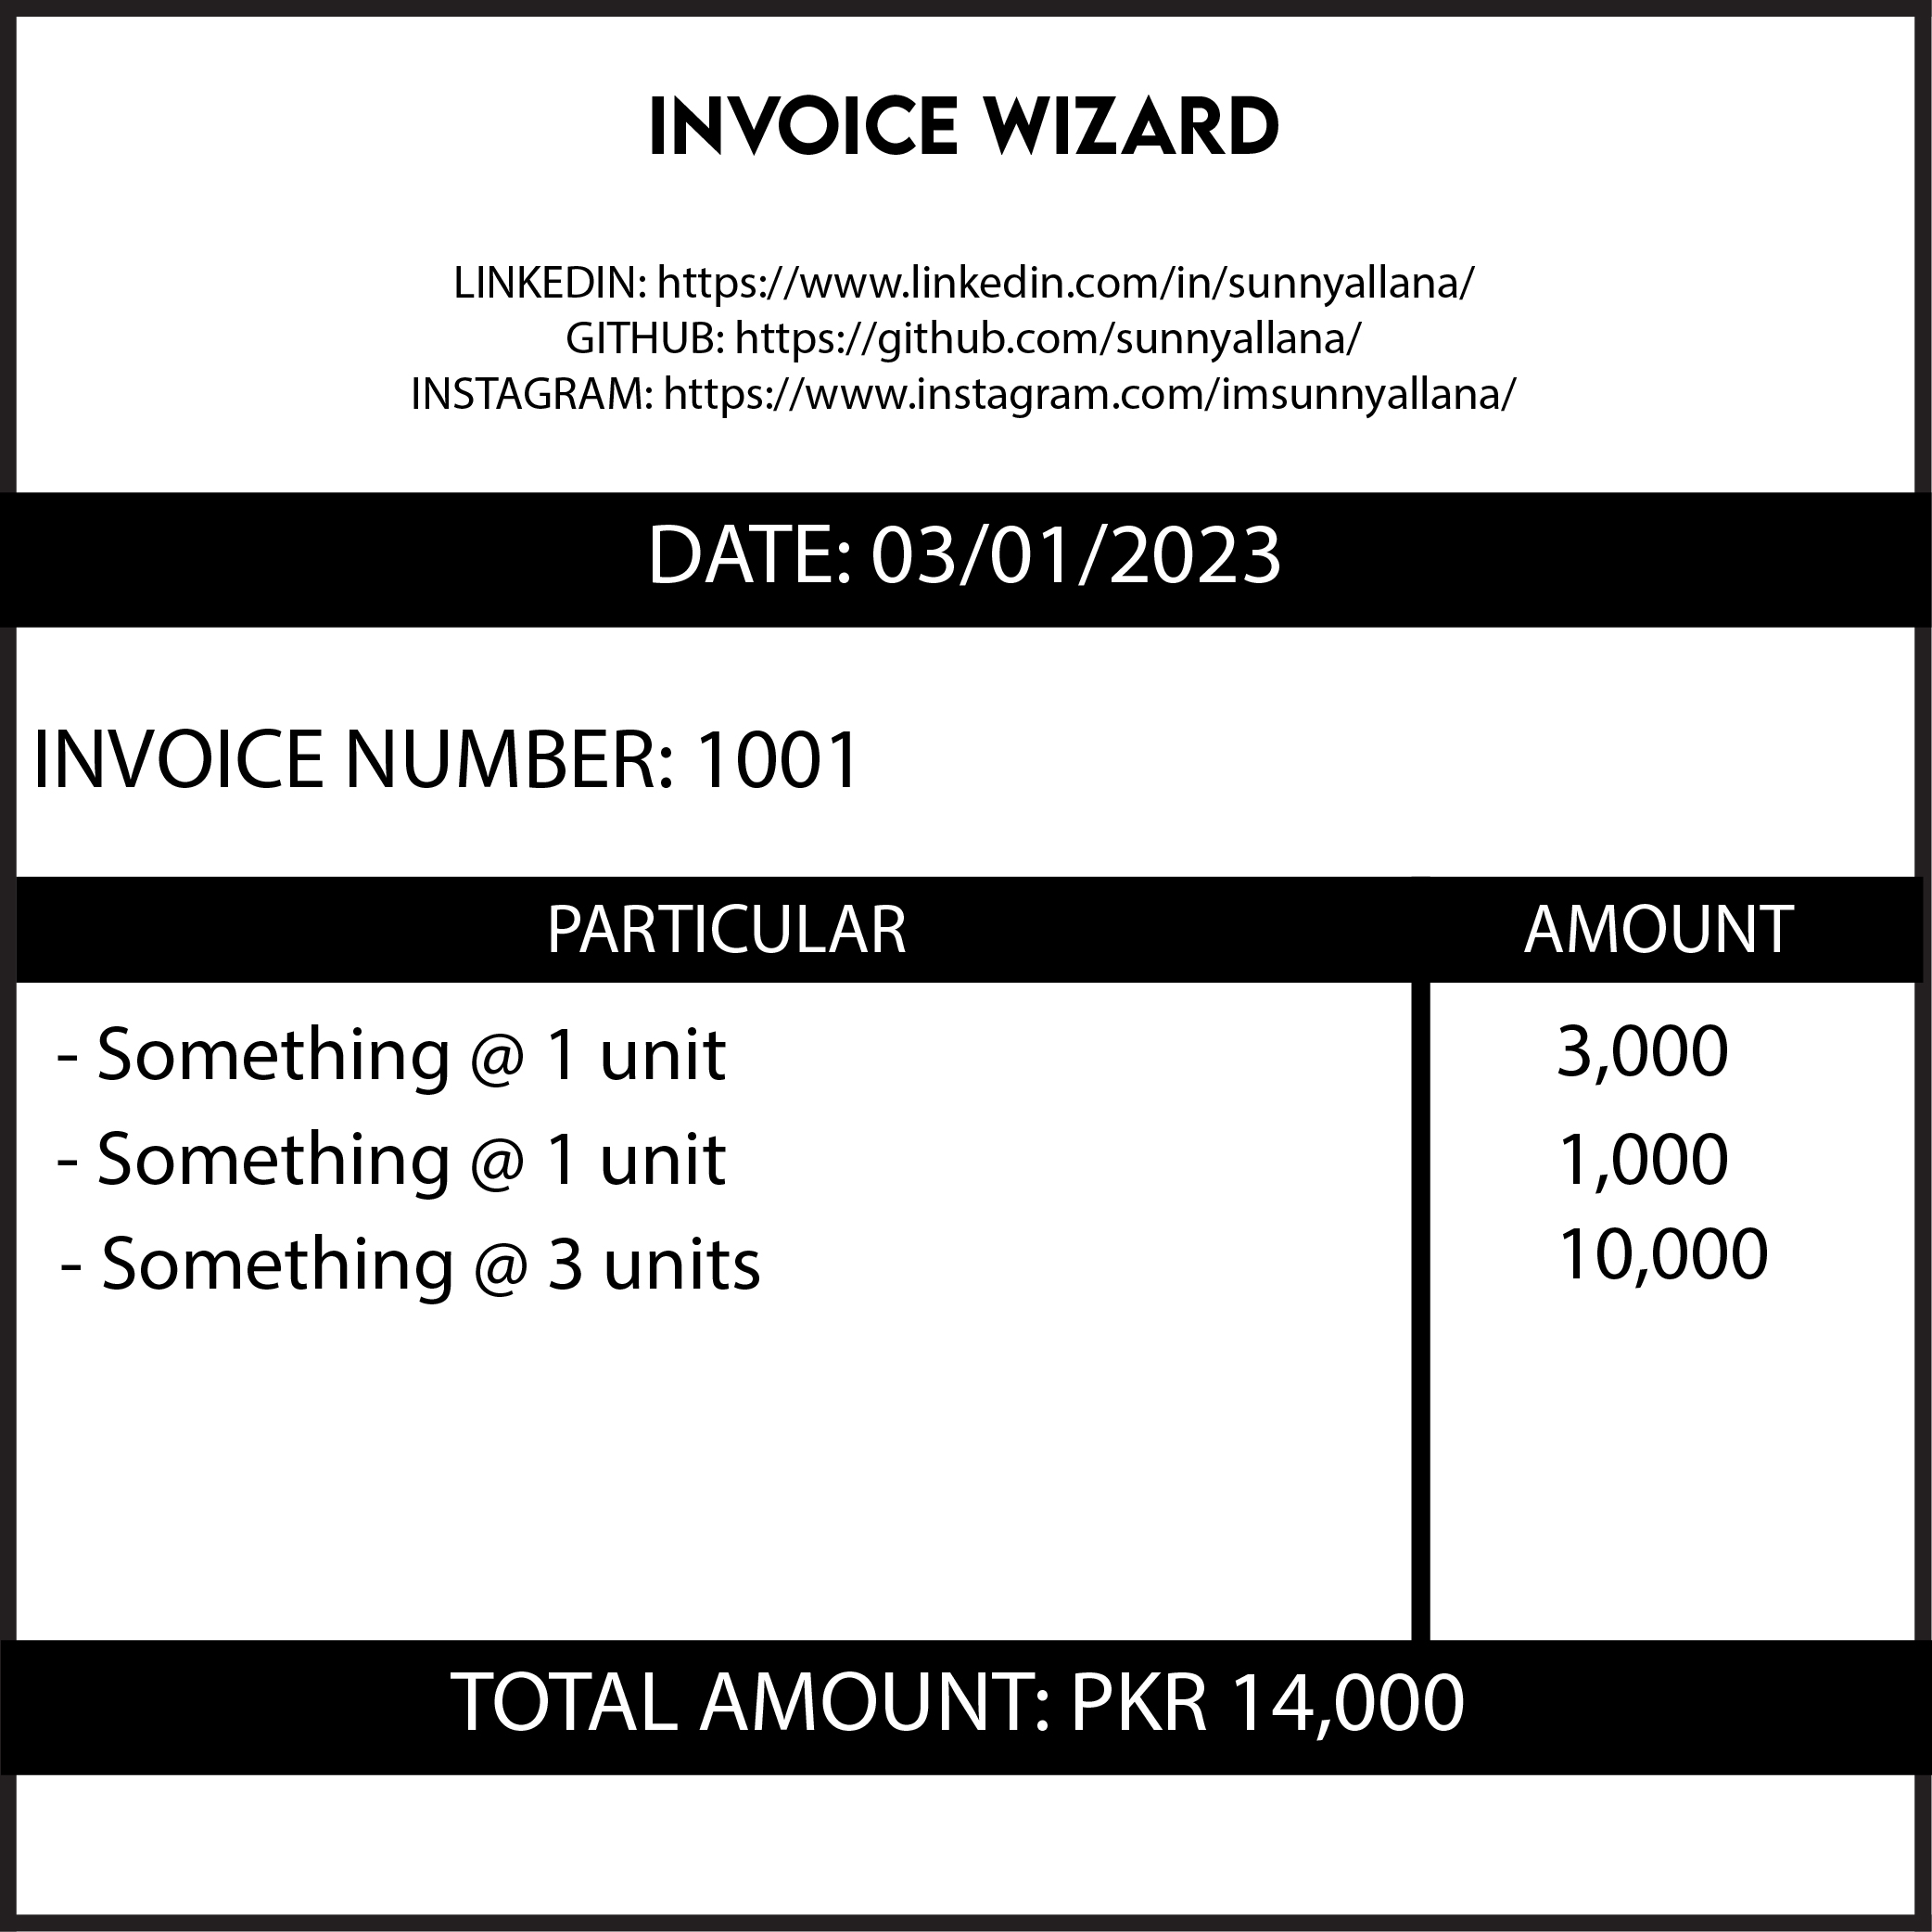 INVOICE WIZARD
LINKEDIN: https://www.linkedin.com/in/sunnyallana/
GITHUB: https://github.com/sunnyallana/
INSTAGRAM: https://www.instagram.com/imsunnyallana/
DATE: 03/01/2023
INVOICE NUMBER: 1001
PARTICULAR AMOUNT
- Something @ 1 unit 3,000
- Something @ 1 unit 1,000
- Something @ 3 units 10,000
TOTAL AMOUNT: PKR 14,000